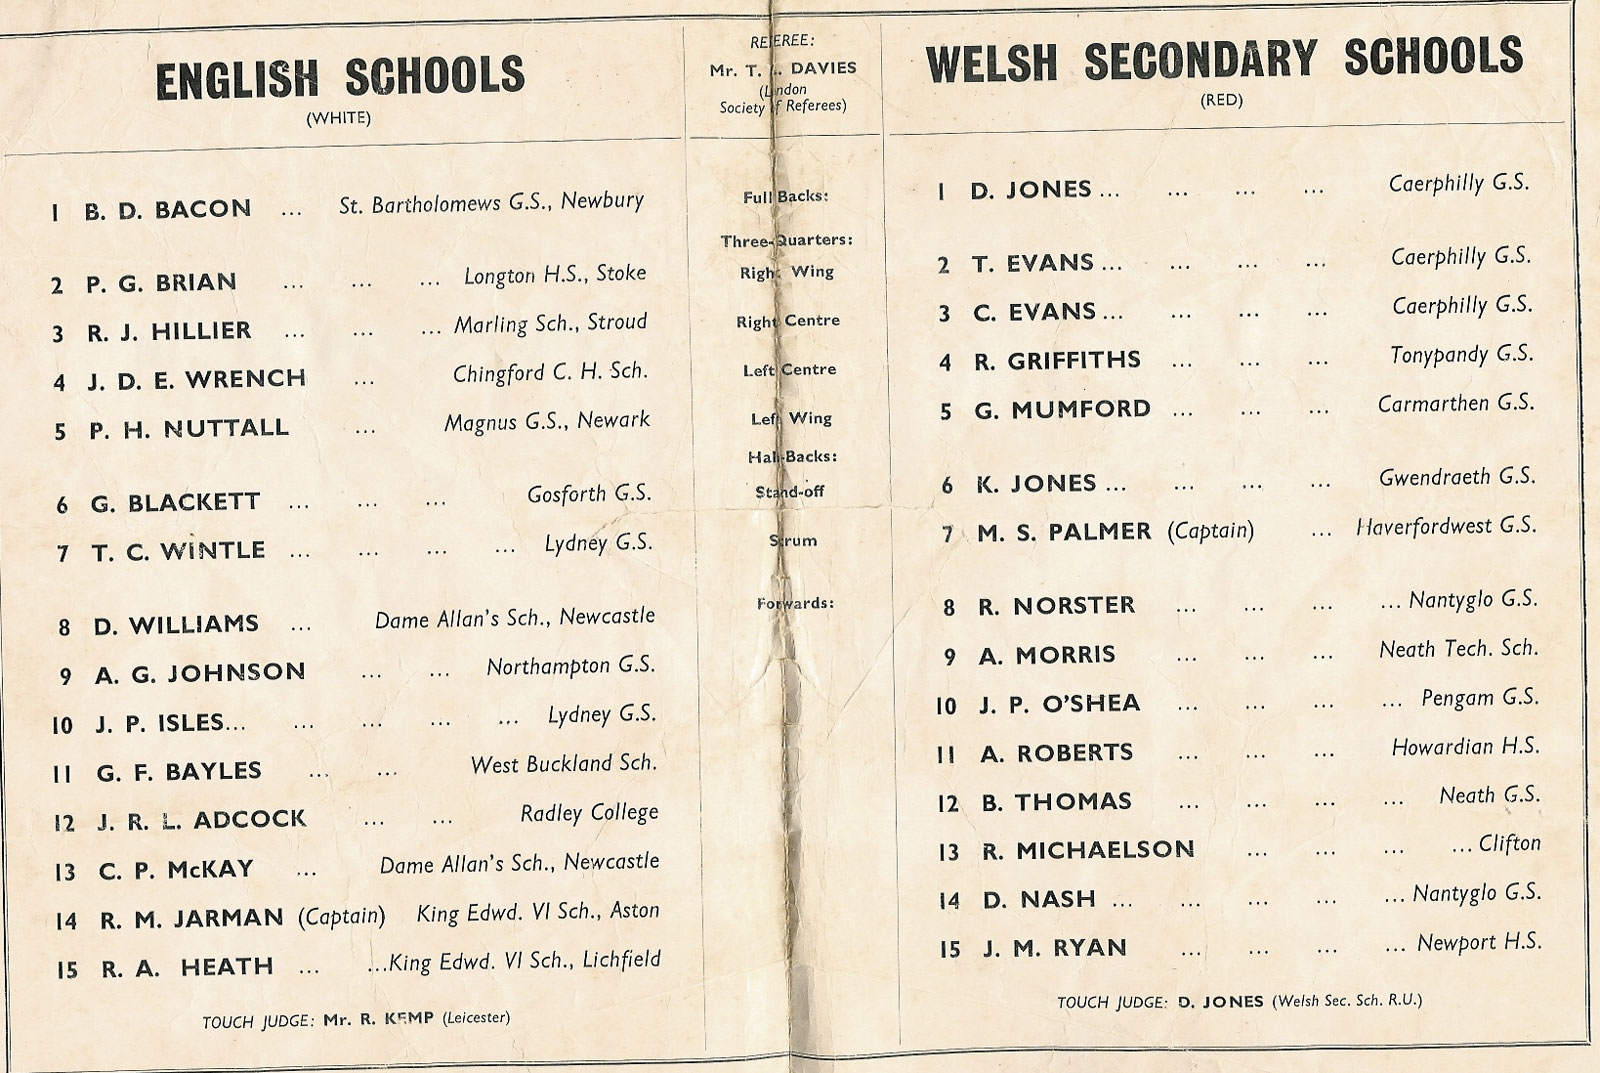 ENGLISH SCHOOLS
(WHITE)
1 B. D. BACON ... St. Bartholomews G.S., Newbury
2 P. G. BRIAN ... ... ... Longton H.S., Stoke
3 R. J. HILLIER ... ... ... Marling Sch., Stroud
4 J. D. E. WRENCH ... Chingford C. H. Sch.
5 P. H. NUTTALL ... Magnus G.S., Newark
6 G. BLACKETT ... ... ... Gosforth G.S.
7 T. C. WINTLE ... ... ... ... Lydney G.S.
8 D. WILLIAMS ... Dame Allan's Sch., Newcastle
9 A. G. JOHNSON ... ... Northampton G.S.
10 J. P. ISLES... ... ... ... ... Lydney G.S.
11 G. F. BAYLES ... ... West Buckland Sch.
12 J. R. L. ADCOCK ... ... Radley College
13 C. P. McKAY ... Dame Allan's Sch., Newcastle
14 R. M. JARMAN (Captain) King Edwd. VI Sch., Aston
15 R. A. HEATH ... ...King Edwd. VI Sch., Lichfield
TOUCH JUDGE: Mr. R. KEMP (Leicester)
REFEREE:
Mr. T. DAVIES
(London
Society of Referees)
Full Backs:
Three-Quarters:
Right Wing
Right Centre
Left Centre
Left Wing
Half-Backs:
Stand-off
Scrum
Forwards:
WELSH SECONDARY SCHOOLS
(RED)
1 D. JONES ... ... ... ... Caerphilly G.S.
2 T. EVANS ... ... ... ... Caerphilly G.S.
3 C. EVANS ... ... ... ... Caerphilly G.S.
4 R. GRIFFITHS ... ... ... Tonypandy G.S.
5 G. MUMFORD ... ... ... Carmarthen G.S.
6 K. JONES ... ... ... ... Gwendraeth G.S.
7 M. S. PALMER (Captain) ... Haverfordwest G.S.
8 R. NORSTER ... ... ... ... Nantyglo G.S.
9 A. MORRIS ... ... ... Neath Tech. Sch.
10 J. P. O'SHEA ... ... ... ... Pengam G.S.
11 A. ROBERTS ... ... ... Howardian H.S.
12 B. THOMAS ... ... ... ... Neath G.S.
13 R. MICHAELSON ... ... ... ... Clifton
14 D. NASH ... ... ... ... ... Nantyglo G.S.
15 J. M. RYAN ... ... ... ... Newport H.S.
TOUCH JUDGE: D. JONES (Welsh Sec. Sch. R.U.)